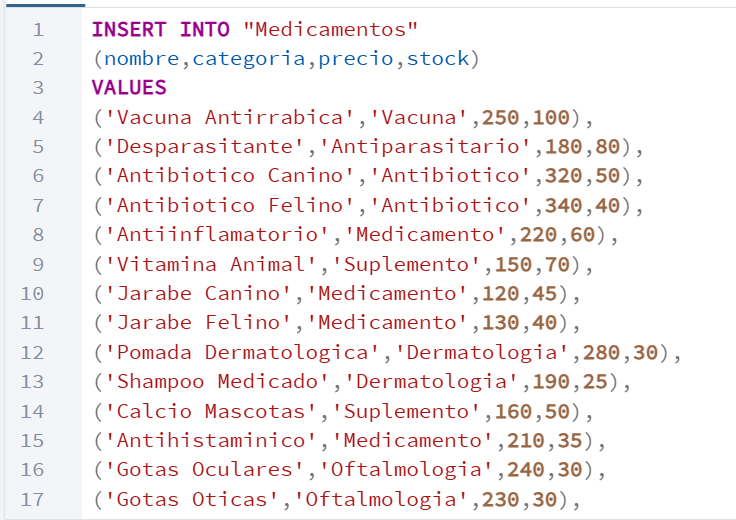 1 INSERT INTO "Medicamentos"
2 (nombre,categoria,precio,stock)
3 VALUES
4 ('Vacuna Antirrabica','Vacuna',250,100),
5 ('Desparasitante','Antiparasitario',180,80),
6 ('Antibiotico Canino','Antibiotico',320,50),
7 ('Antibiotico Felino','Antibiotico',340,40),
8 ('Antiinflamatorio','Medicamento',220,60),
9 ('Vitamina Animal','Suplemento',150,70),
10 ('Jarabe Canino','Medicamento',120,45),
11 ('Jarabe Felino','Medicamento',130,40),
12 ('Pomada Dermatologica','Dermatologia',280,30),
13 ('Shampoo Medicado','Dermatologia',190,25),
14 ('Calcio Mascotas','Suplemento',160,50),
15 ('Antihistaminico','Medicamento',210,35),
16 ('Gotas Oculares','Oftalmologia',240,30),
17 ('Gotas Oticas','Oftalmologia',230,30),